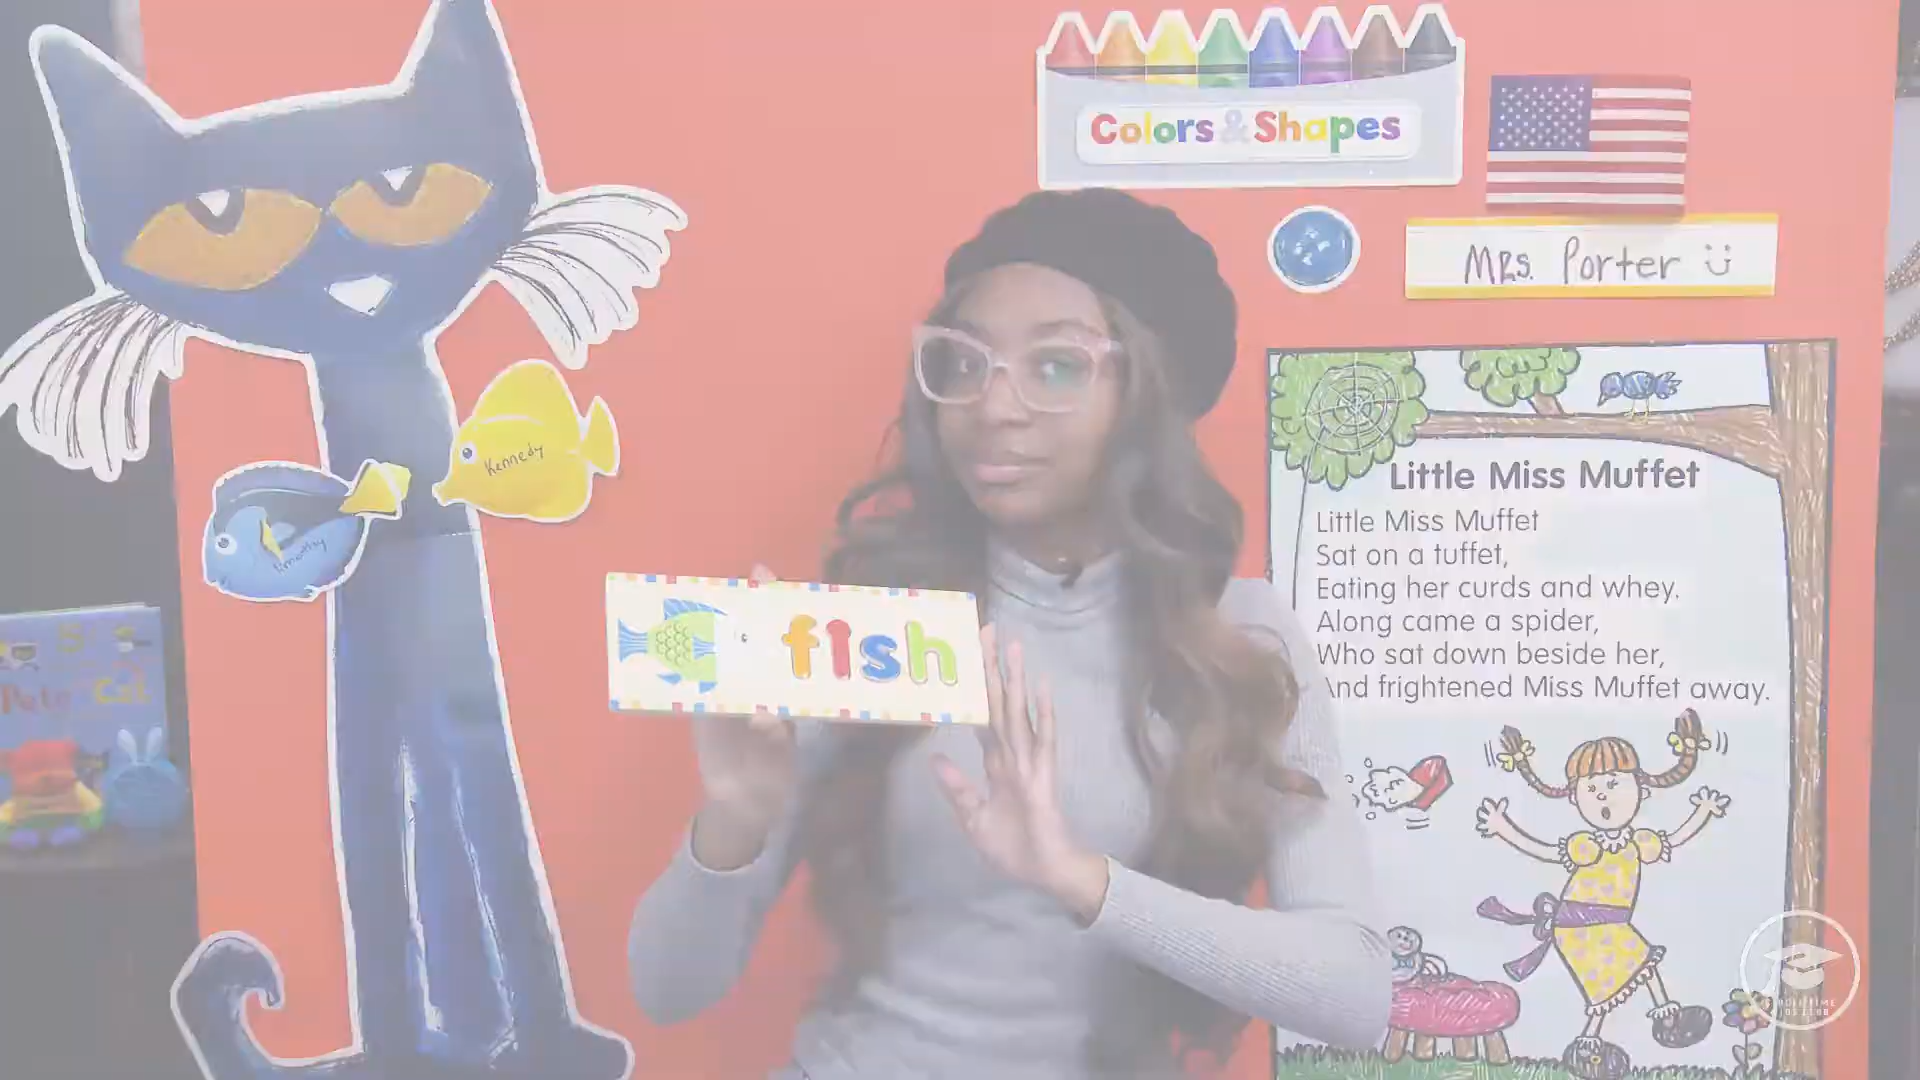 Colors & Shapes
MRS. Porter
Kennedy
Timothy
fish
Little Miss Muffet
Little Miss Muffet
Sat on a tuffet,
Eating her curds and whey.
Along came a spider,
Who sat down beside her,
And frightened Miss Muffet away.
Pete Cat